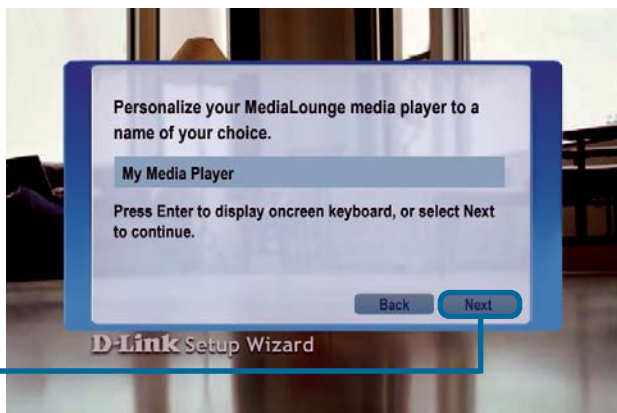 Personalize your MediaLounge media player to a
name of your choice.
My Media Player
Press Enter to display onscreen keyboard, or select Next
to continue.
Back
Next
D-Link Setup Wizard